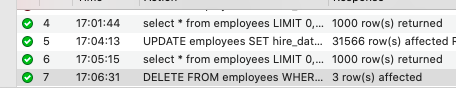 Time Action Response
4 17:01:44 select * from employees LIMIT 0,... 1000 row(s) returned
5 17:04:13 UPDATE employees SET hire_dat... 31566 row(s) affected R
6 17:05:15 select * from employees LIMIT 0,... 1000 row(s) returned
7 17:06:31 DELETE FROM employees WHER... 3 row(s) affected